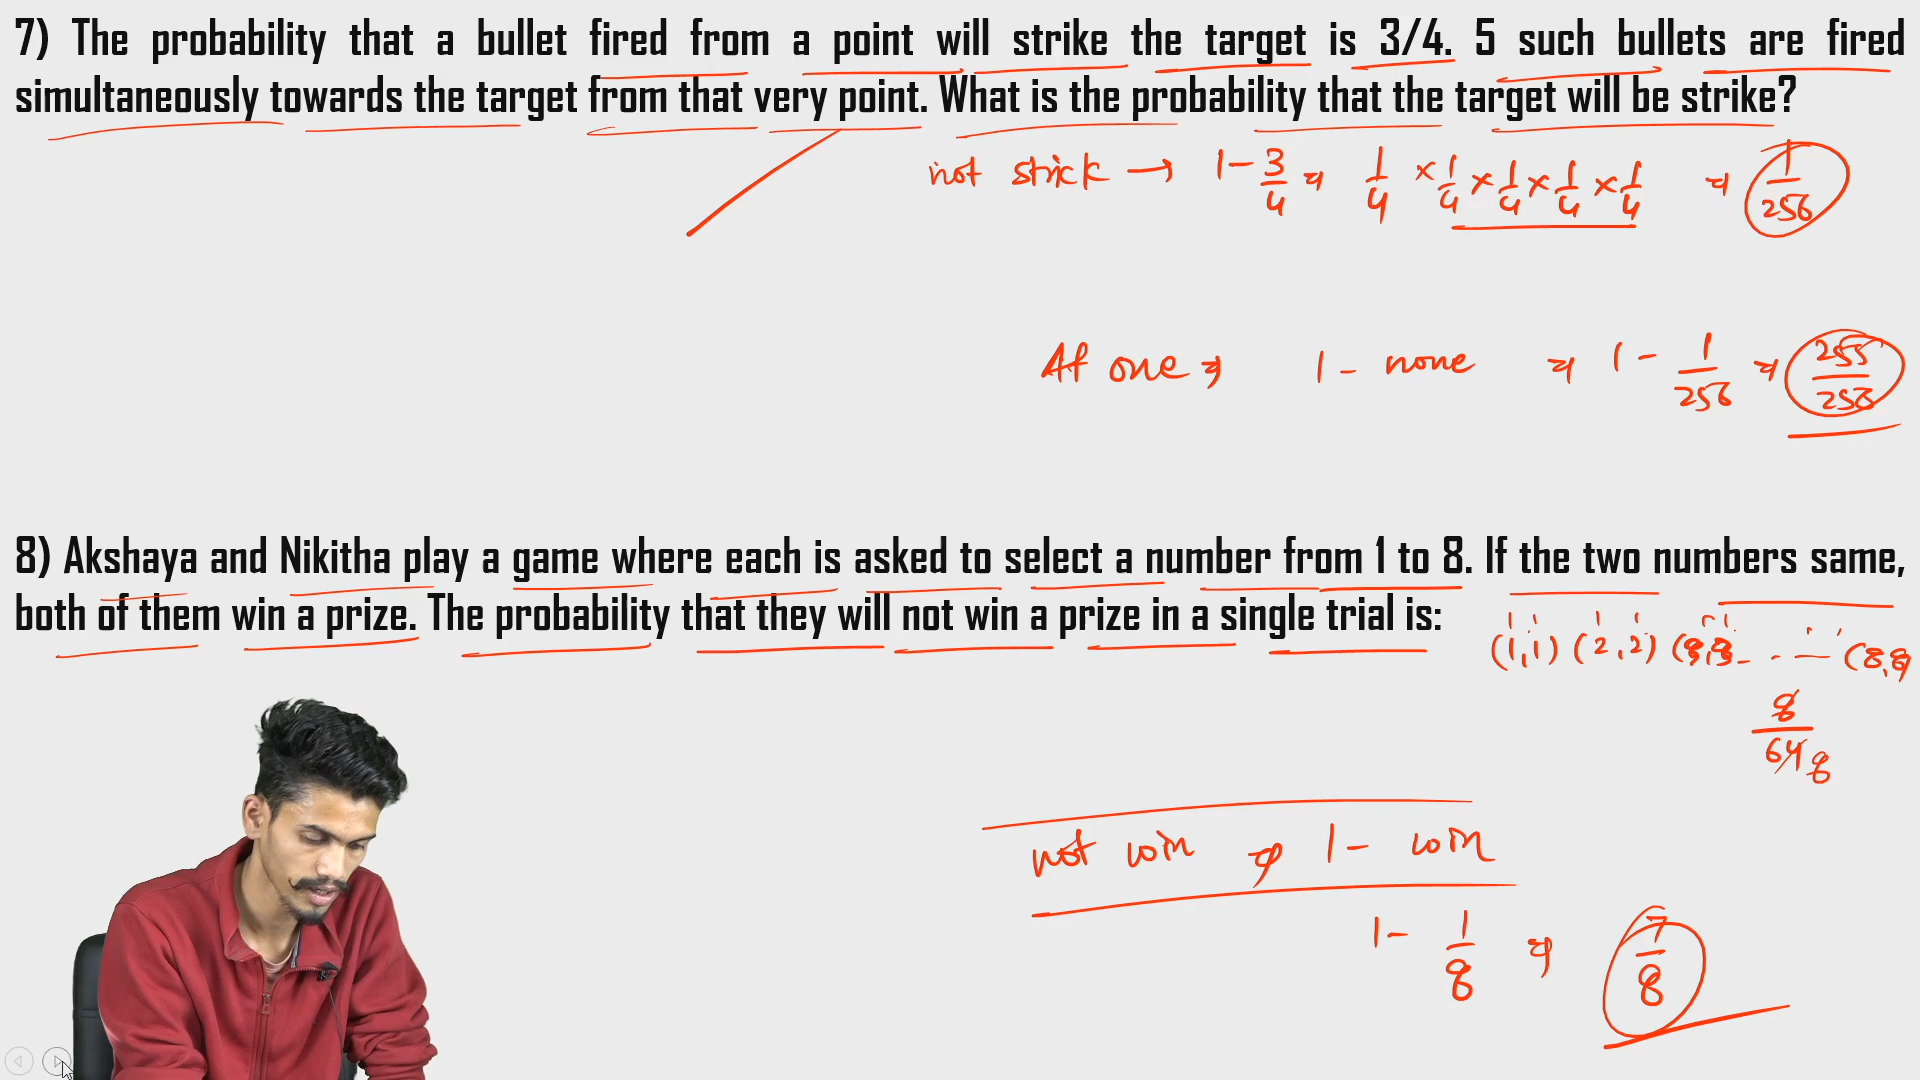 7) The probability that a bullet fired from a point will strike the target is 3/4. 5 such bullets are fired
simultaneously towards the target from that very point. What is the probability that the target will be strike?
not strick → 1 - 3/4 ⇒ 1/4 × 1/4 × 1/4 × 1/4 × 1/4 ⇒ 1/256
At one ⇒ 1 - none ⇒ 1 - 1/256 ⇒ 255/256
8) Akshaya and Nikitha play a game where each is asked to select a number from 1 to 8. If the two numbers same,
both of them win a prize. The probability that they will not win a prize in a single trial is:
(1,1) (2,2) (3,3 - . . — (8,8)
8/64 8
not win ⇒ 1 - win
1 - 1/8 ⇒ 7/8